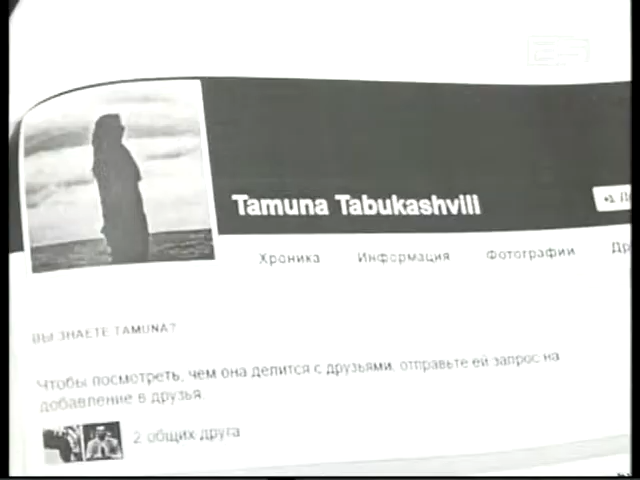 Tamuna Tabukashvili
Хроника Информация Фотографии Др
ВЫ ЗНАЕТЕ TAMUNA?
Чтобы посмотреть, чем она делится с друзьями, отправьте ей запрос на
добавление в друзья.
2 общих друга